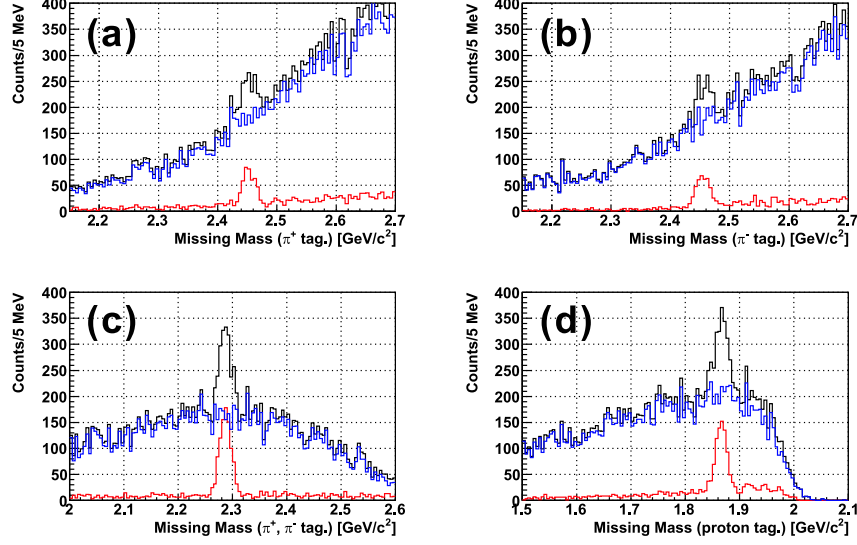 (a)
Counts/5 MeV
400
350
300
250
200
150
100
50
0
2.2 2.3 2.4 2.5 2.6 2.7
Missing Mass (π+ tag.) [GeV/c²]
(b)
Counts/5 MeV
400
350
300
250
200
150
100
50
0
2.2 2.3 2.4 2.5 2.6 2.7
Missing Mass (π- tag.) [GeV/c²]
(c)
Counts/5 MeV
400
350
300
250
200
150
100
50
0
2 2.1 2.2 2.3 2.4 2.5 2.6
Missing Mass (π+, π- tag.) [GeV/c²]
(d)
Counts/5 MeV
400
350
300
250
200
150
100
50
0
1.5 1.6 1.7 1.8 1.9 2 2.1
Missing Mass (proton tag.) [GeV/c²]